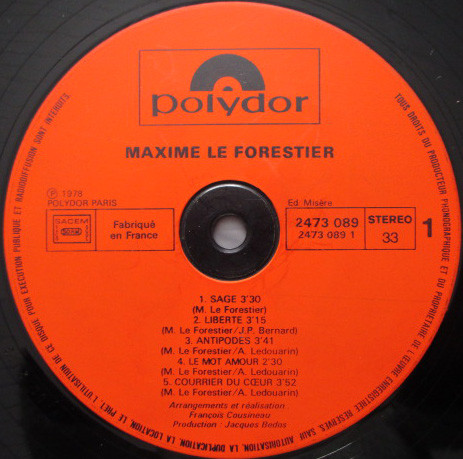 polydor
MAXIME LE FORESTIER
℗ 1978
POLYDOR PARIS
SACEM
Fabriqué
en France
Ed. Misère
2473 089
2473 089 1
STEREO
33
1
1. SAGE 3'30
(M. Le Forestier)
2. LIBERTE 3'15
(M. Le Forestier/J.P. Bernard)
3. ANTIPODES 3'41
(M. Le Forestier/A. Ledouarin)
4. LE MOT AMOUR 2'30
(M. Le Forestier/A. Ledouarin)
5. COURRIER DU CŒUR 3'52
(M. Le Forestier/A. Ledouarin)
Arrangements et réalisation
François Cousineau
Production : Jacques Bedos
TOUS DROITS DU PRODUCTEUR PHONOGRAPHIQUE ET DU PROPRIETAIRE DE L'ŒUVRE ENREGISTREE RESERVES. SAUF AUTORISATION, LA DUPLICATION, LA LOCATION, LE PRET, L'UTILISATION DE CE DISQUE POUR EXECUTION PUBLIQUE ET RADIODIFFUSION SONT INTERDITS